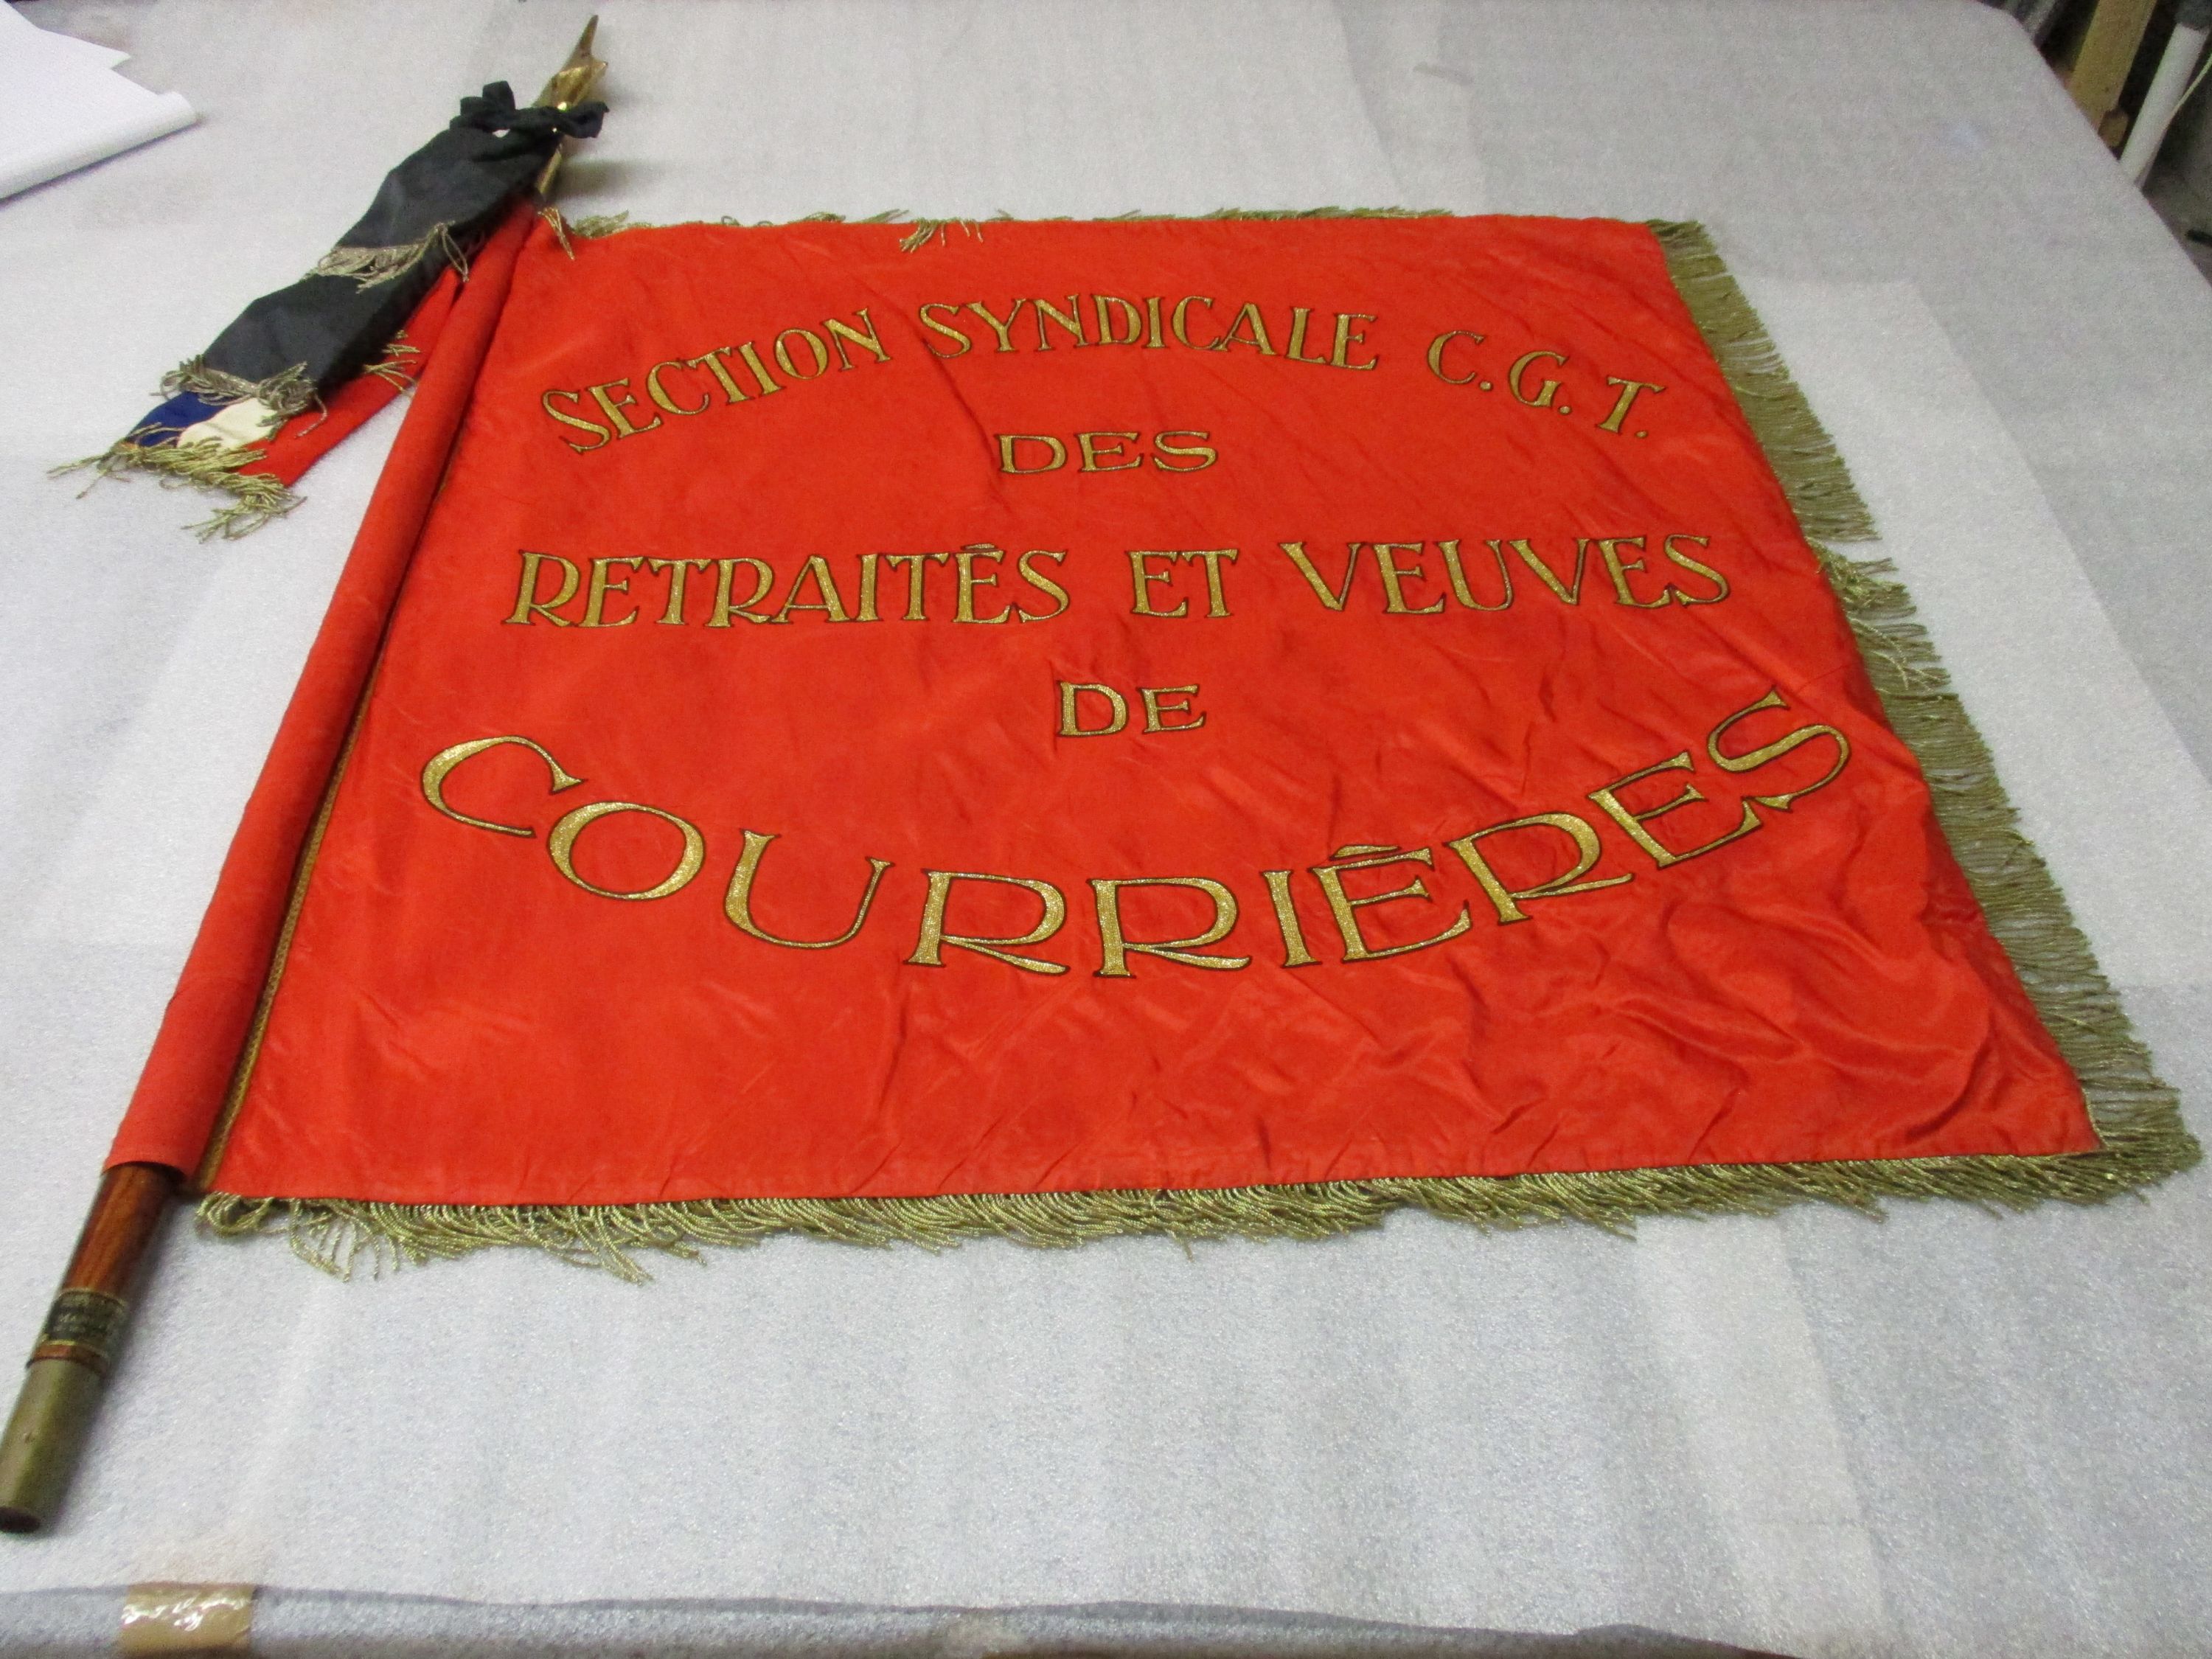 SECTION SYNDICALE C.G.T.
DES
RETRAITÉS ET VEUVES
DE
COURRIÈRES